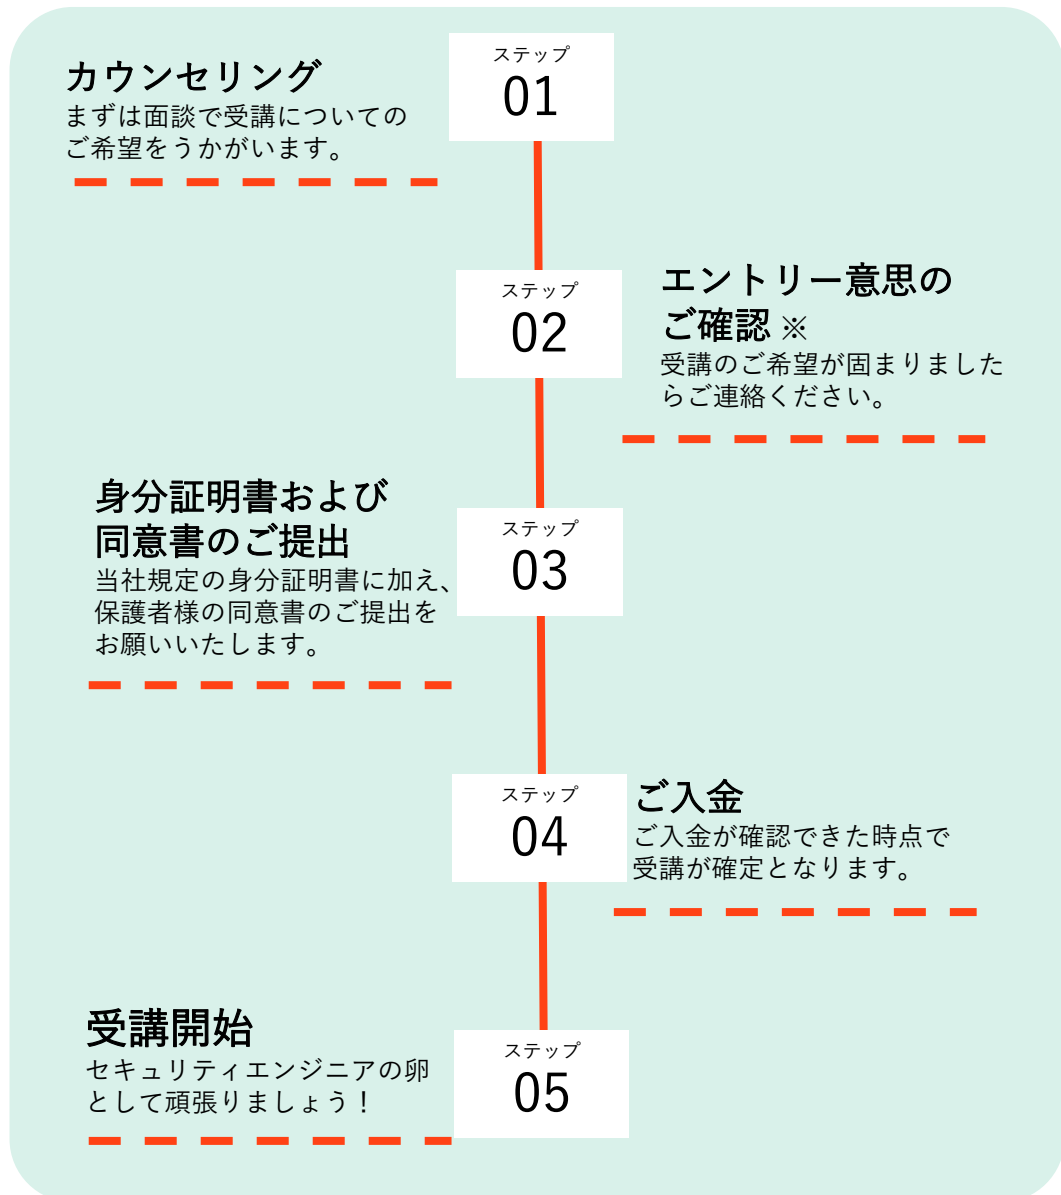 ステップ
01
カウンセリング
まずは面談で受講についての
ご希望をうかがいます。
ステップ
02
エントリー意思の
ご確認 ※
受講のご希望が固まりました
らご連絡ください。
ステップ
03
身分証明書および
同意書のご提出
当社規定の身分証明書に加え、
保護者様の同意書のご提出を
お願いいたします。
ステップ
04
ご入金
ご入金が確認できた時点で
受講が確定となります。
ステップ
05
受講開始
セキュリティエンジニアの卵
として頑張りましょう！